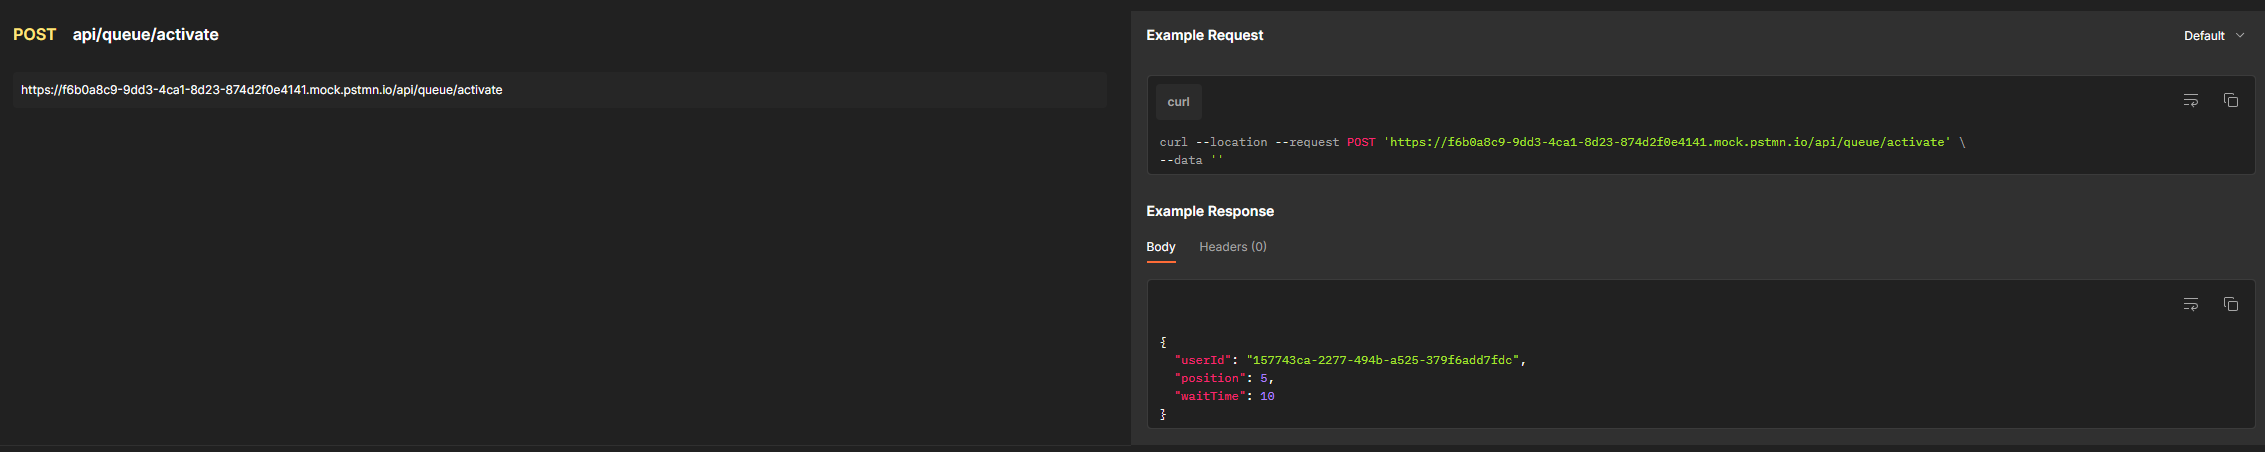 POST api/queue/activate
https://f6b0a8c9-9dd3-4ca1-8d23-874d2f0e4141.mock.pstmn.io/api/queue/activate
Example Request
Default
curl
curl --location --request POST 'https://f6b0a8c9-9dd3-4ca1-8d23-874d2f0e4141.mock.pstmn.io/api/queue/activate' \
--data ''
Example Response
Body Headers (0)
{
"userId": "157743ca-2277-494b-a525-379f6add7fdc",
"position": 5,
"waitTime": 10
}